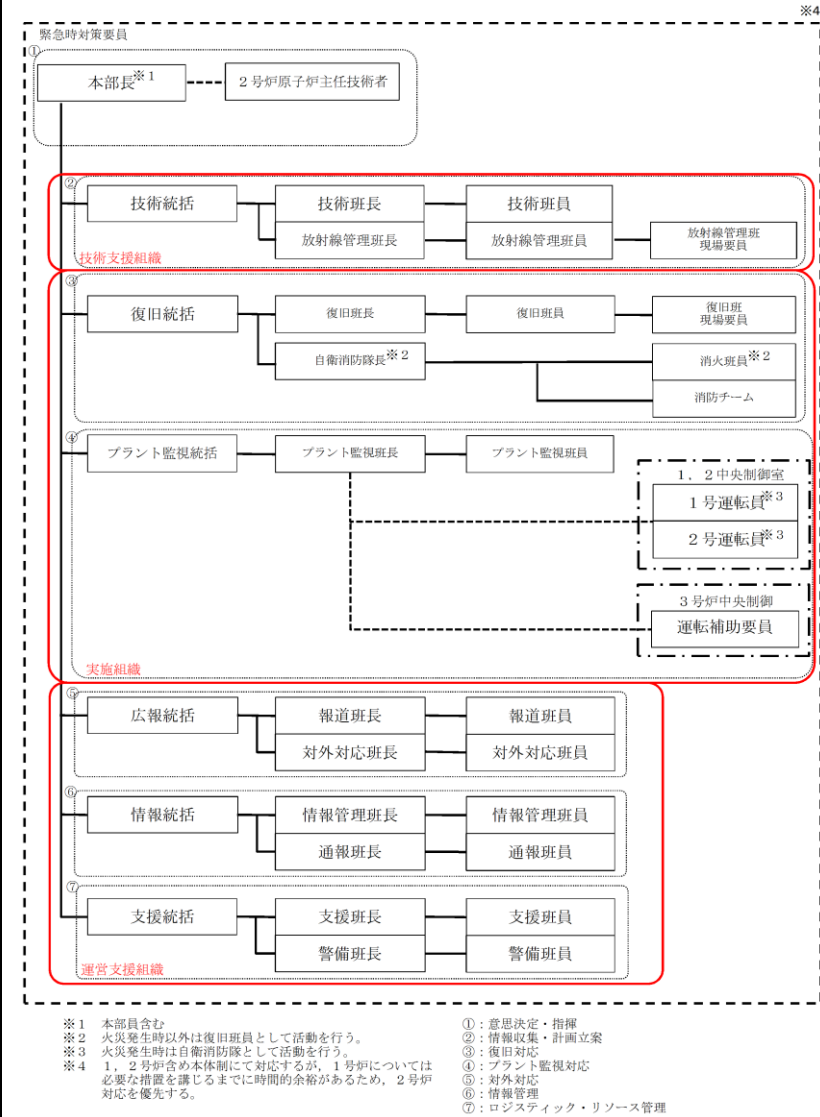 ※4
緊急時対策要員
①
本部長※1
2号炉原子炉主任技術者
②
技術統括
技術班長
技術班員
放射線管理班長
放射線管理班員
放射線管理班
現場要員
技術支援組織
③
復旧統括
復旧班長
復旧班員
復旧班
現場要員
自衛消防隊長※2
消火班員※2
消防チーム
④
プラント監視統括
プラント監視班長
プラント監視班員
1，2中央制御室
1号運転員※3
2号運転員※3
3号炉中央制御
運転補助要員
実施組織
⑤
広報統括
報道班長
報道班員
対外対応班長
対外対応班員
⑥
情報統括
情報管理班長
情報管理班員
通報班長
通報班員
⑦
支援統括
支援班長
支援班員
警備班長
警備班員
運営支援組織
※1 本部員含む
※2 火災発生時以外は復旧班員として活動を行う。
※3 火災発生時は自衛消防隊として活動を行う。
※4 1，2号炉含め本体制にて対応するが，1号炉については
必要な措置を講じるまでに時間的余裕があるため，2号炉
対応を優先する。
①：意思決定・指揮
②：情報収集・計画立案
③：復旧対応
④：プラント監視対応
⑤：対外対応
⑥：情報管理
⑦：ロジスティック・リソース管理